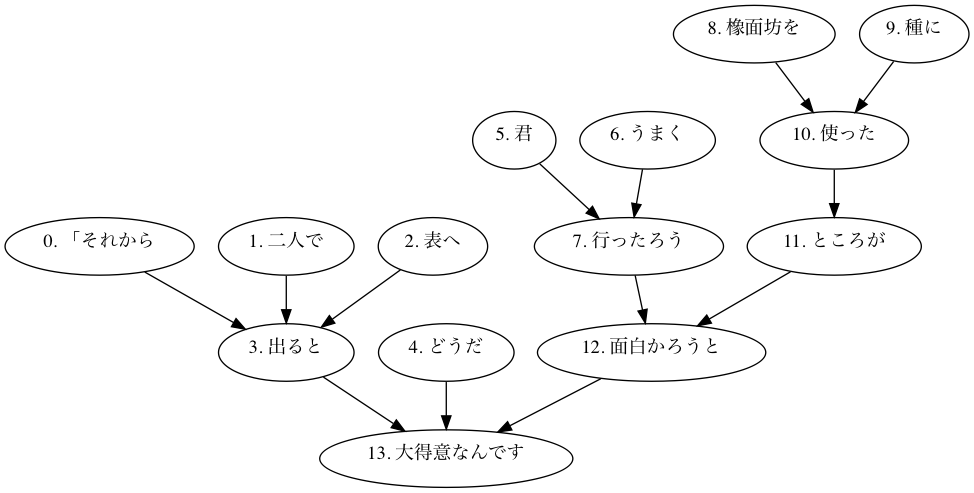 8. 橡面坊を
9. 種に
5. 君
6. うまく
10. 使った
0. 「それから
1. 二人で
2. 表へ
7. 行ったろう
11. ところが
3. 出ると
4. どうだ
12. 面白かろうと
13. 大得意なんです